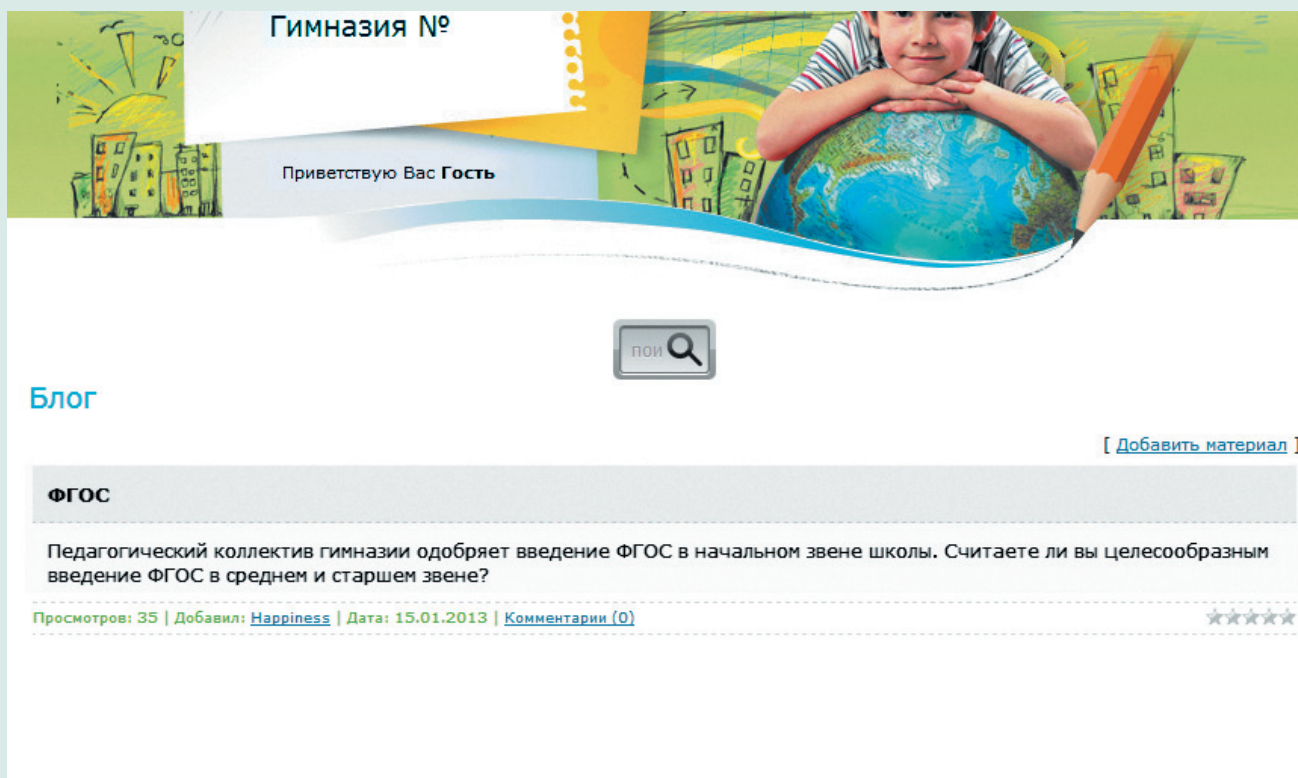 Гимназия №
Приветствую Вас Гость
пои
Блог
[ Добавить материал ]
ФГОС
Педагогический коллектив гимназии одобряет введение ФГОС в начальном звене школы. Считаете ли вы целесообразным
введение ФГОС в среднем и старшем звене?
Просмотров: 35 | Добавил: Happiness | Дата: 15.01.2013 | Комментарии (0)